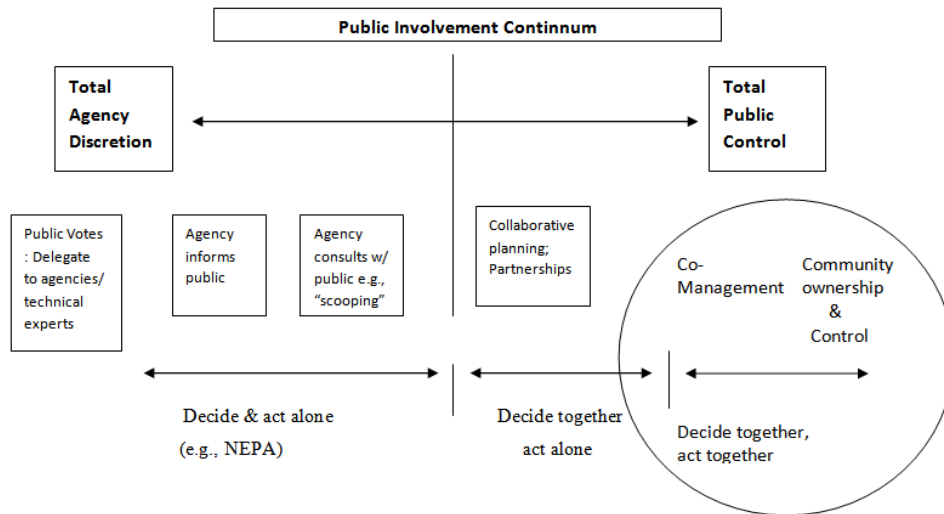 Public Involvement Continnum
Total
Agency
Discretion
Total
Public
Control
Public Votes
: Delegate
to agencies/
technical
experts
Agency
informs
public
Agency
consults w/
public e.g.,
“scooping”
Collaborative
planning;
Partnerships
Co-
Management
Community
ownership
&
Control
Decide & act alone
(e.g., NEPA)
Decide together
act alone
Decide together,
act together